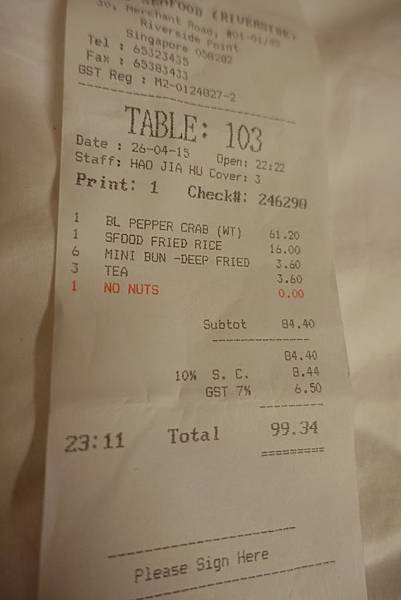 SEAFOOD (RIVERSIDE)
30, Merchant Road, #01-01/
Riverside Point
Singapore 058282
Tel : 65323435
Fax : 65383433
GST Reg : M2-0124827-2
TABLE: 103
Date : 26-04-15 Open: 22:22
Staff: HAO JIA HU Cover: 3
Print: 1 Check#: 246290
1 BL PEPPER CRAB (WT) 61.20
1 SFOOD FRIED RICE 16.00
6 MINI BUN -DEEP FRIED 3.60
3 TEA 3.60
1 NO NUTS 0.00
Subtot 84.40
84.40
10% S. C. 8.44
GST 7% 6.50
23:11 Total 99.34
Please Sign Here